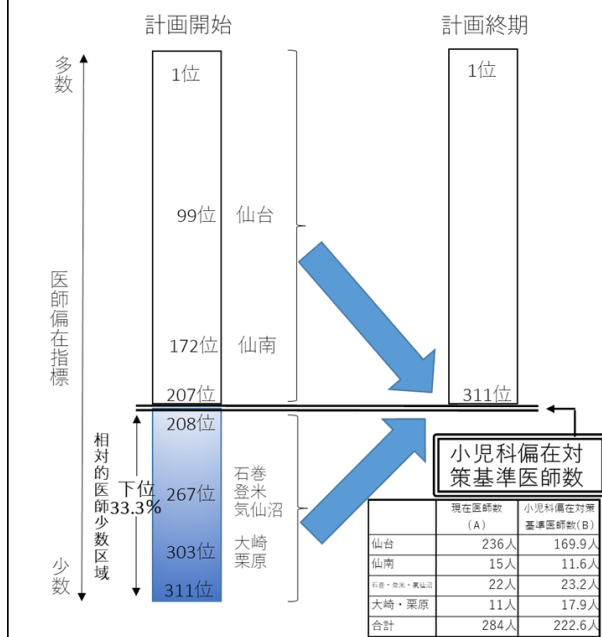 計画開始
計画終期
多数
医師偏在指標
少数
1位
99位 仙台
172位 仙南
207位
208位
267位
石巻
登米
気仙沼
303位
大崎
栗原
311位
相対的医師少数区域
下位
33.3%
1位
311位
小児科偏在対
策基準医師数
現在医師数
(A)
小児科偏在対策
基準医師数(B)
仙台 236人 169.9人
仙南 15人 11.6人
石巻・登米・気仙沼 22人 23.2人
大崎・栗原 11人 17.9人
合計 284人 222.6人